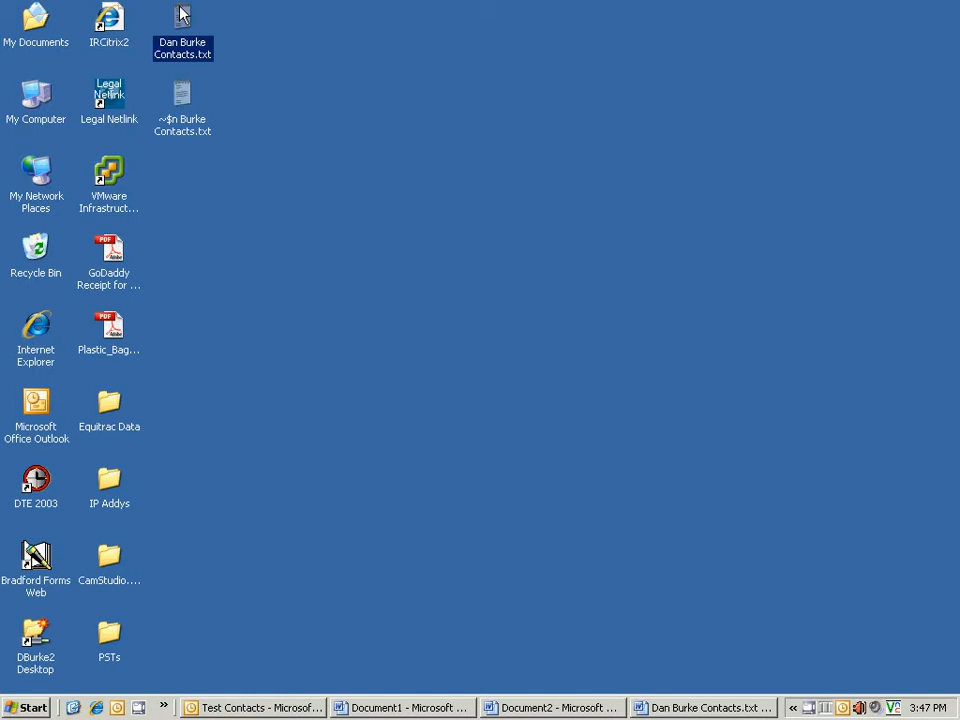 My Documents
IRCitrix2
Dan Burke
Contacts.txt
My Computer
Legal
Netlink
Legal Netlink
~$n Burke
Contacts.txt
My Network
Places
VMware
Infrastruct...
Recycle Bin
PDF
GoDaddy
Receipt for ...
Internet
Explorer
PDF
Plastic_Bag...
Microsoft
Office Outlook
Equitrac Data
DTE 2003
IP Addys
Bradford Forms
Web
CamStudio....
DBurke2
Desktop
PSTs
Start
»
Test Contacts - Microsof...
Document1 - Microsoft ...
Document2 - Microsoft ...
Dan Burke Contacts.txt ...
«
3:47 PM